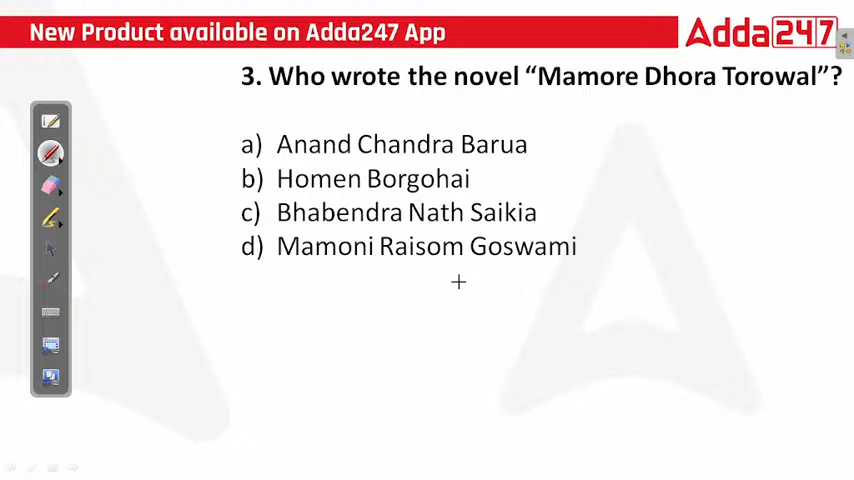 New Product available on Adda247 App
Adda247
3. Who wrote the novel “Mamore Dhora Torowal”?
a) Anand Chandra Barua
b) Homen Borgohai
c) Bhabendra Nath Saikia
d) Mamoni Raisom Goswami